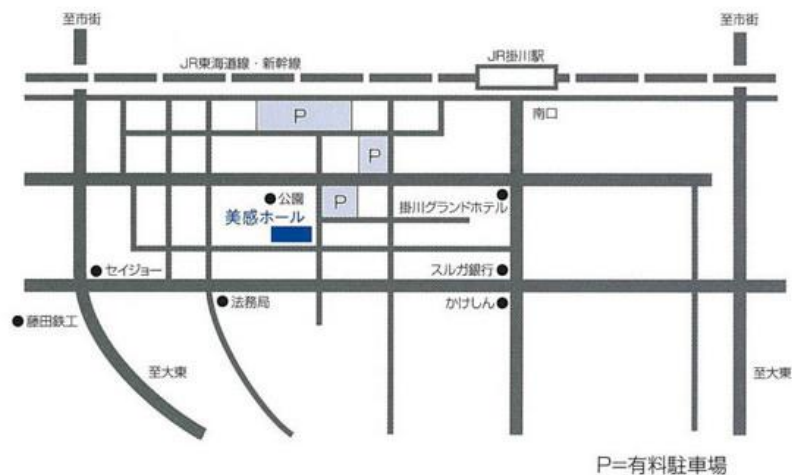 至市街
至市街
JR東海道線・新幹線
JR掛川駅
南口
P
P
P
●公園
美感ホール
掛川グランドホテル
●セイジョー
スルガ銀行●
●法務局
かけしん●
●藤田鉄工
至大東
至大東
P=有料駐車場